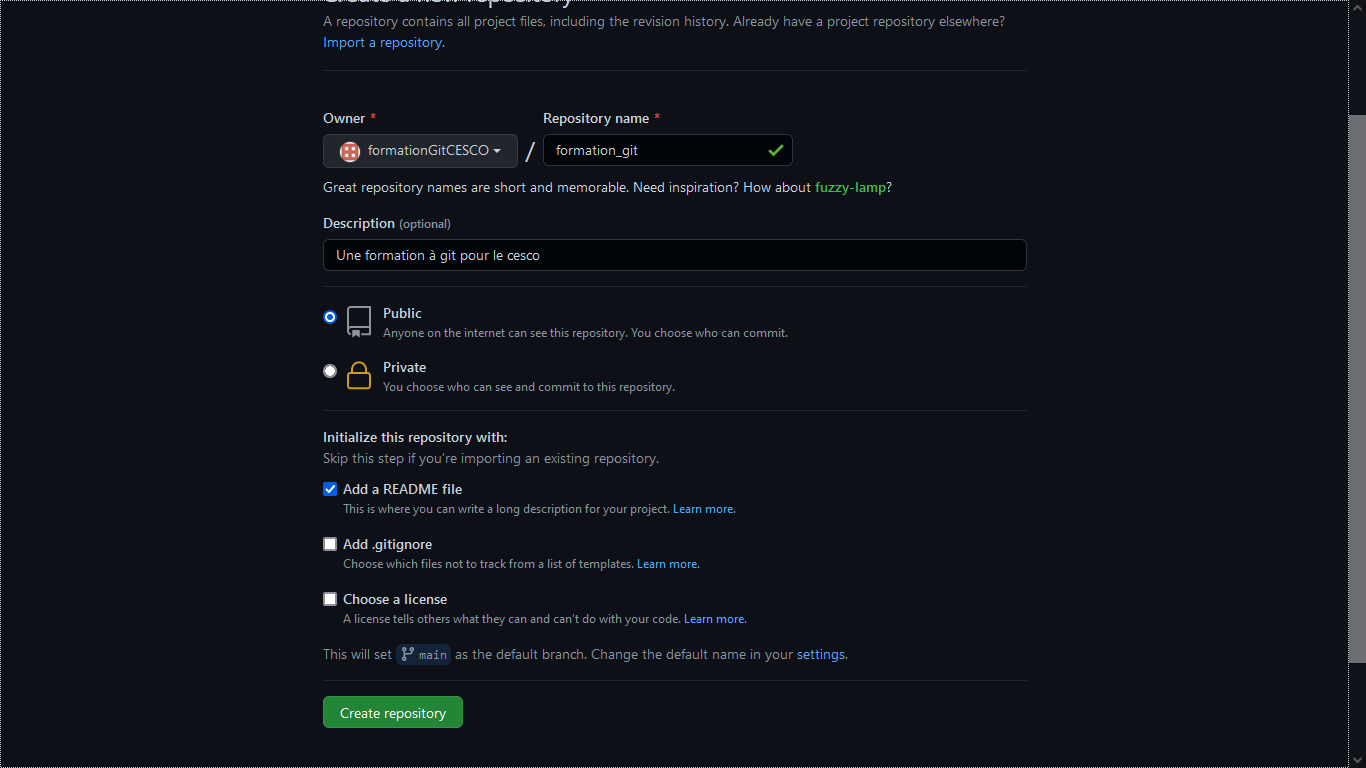 Create a new repository
A repository contains all project files, including the revision history. Already have a project repository elsewhere?
Import a repository.
Owner * Repository name *
formationGitCESCO / formation_git
Great repository names are short and memorable. Need inspiration? How about fuzzy-lamp?
Description (optional)
Une formation à git pour le cesco
Public
Anyone on the internet can see this repository. You choose who can commit.
Private
You choose who can see and commit to this repository.
Initialize this repository with:
Skip this step if you're importing an existing repository.
Add a README file
This is where you can write a long description for your project. Learn more.
Add .gitignore
Choose which files not to track from a list of templates. Learn more.
Choose a license
A license tells others what they can and can't do with your code. Learn more.
This will set main as the default branch. Change the default name in your settings.
Create repository